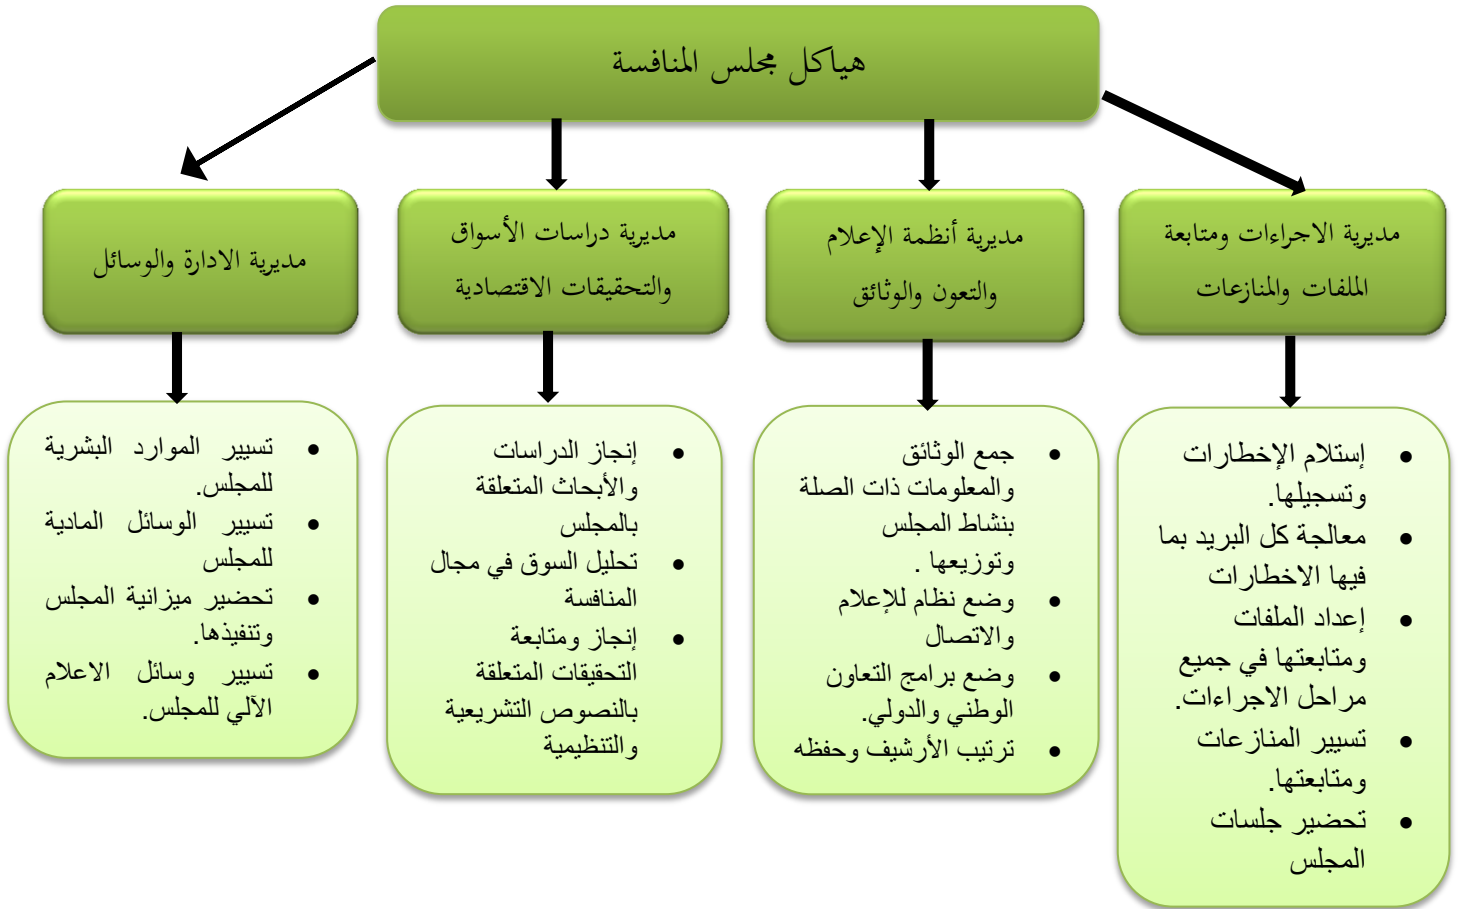 هياكل مجلس المنافسة
مديرية الاجراءات ومتابعة
الملفات والمنازعات
مديرية أنظمة الإعلام
والتعون والوثائق
مديرية دراسات الأسواق
والتحقيقات الاقتصادية
مديرية الادارة والوسائل
• إستلام الإخطارات
وتسجيلها.
• معالجة كل البريد بما
فيها الاخطارات
• إعداد الملفات
ومتابعتها في جميع
مراحل الاجراءات.
• تسيير المنازعات
ومتابعتها.
• تحضير جلسات
المجلس
• جمع الوثائق
والمعلومات ذات الصلة
بنشاط المجلس
وتوزيعها .
• وضع نظام للإعلام
والاتصال
• وضع برامج التعاون
الوطني والدولي.
• ترتيب الأرشيف وحفظه
• إنجاز الدراسات
والأبحاث المتعلقة
بالمجلس
• تحليل السوق في مجال
المنافسة
• إنجاز ومتابعة
التحقيقات المتعلقة
بالنصوص التشريعية
والتنظيمية
• تسيير الموارد البشرية
للمجلس.
• تسيير الوسائل المادية
للمجلس
• تحضير ميزانية المجلس
وتنفيذها.
• تسيير وسائل الاعلام
الآلي للمجلس.